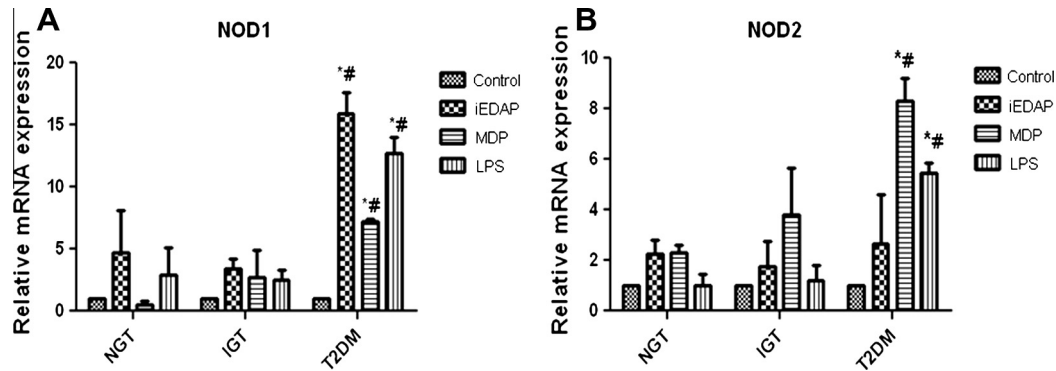 A
NOD1
Relative mRNA expression
20
15
10
5
0
*#
*#
*#
NGT
IGT
T2DM
Control
iEDAP
MDP
LPS
B
NOD2
Relative mRNA expression
10
8
6
4
2
0
*#
*#
NGT
IGT
T2DM
Control
iEDAP
MDP
LPS